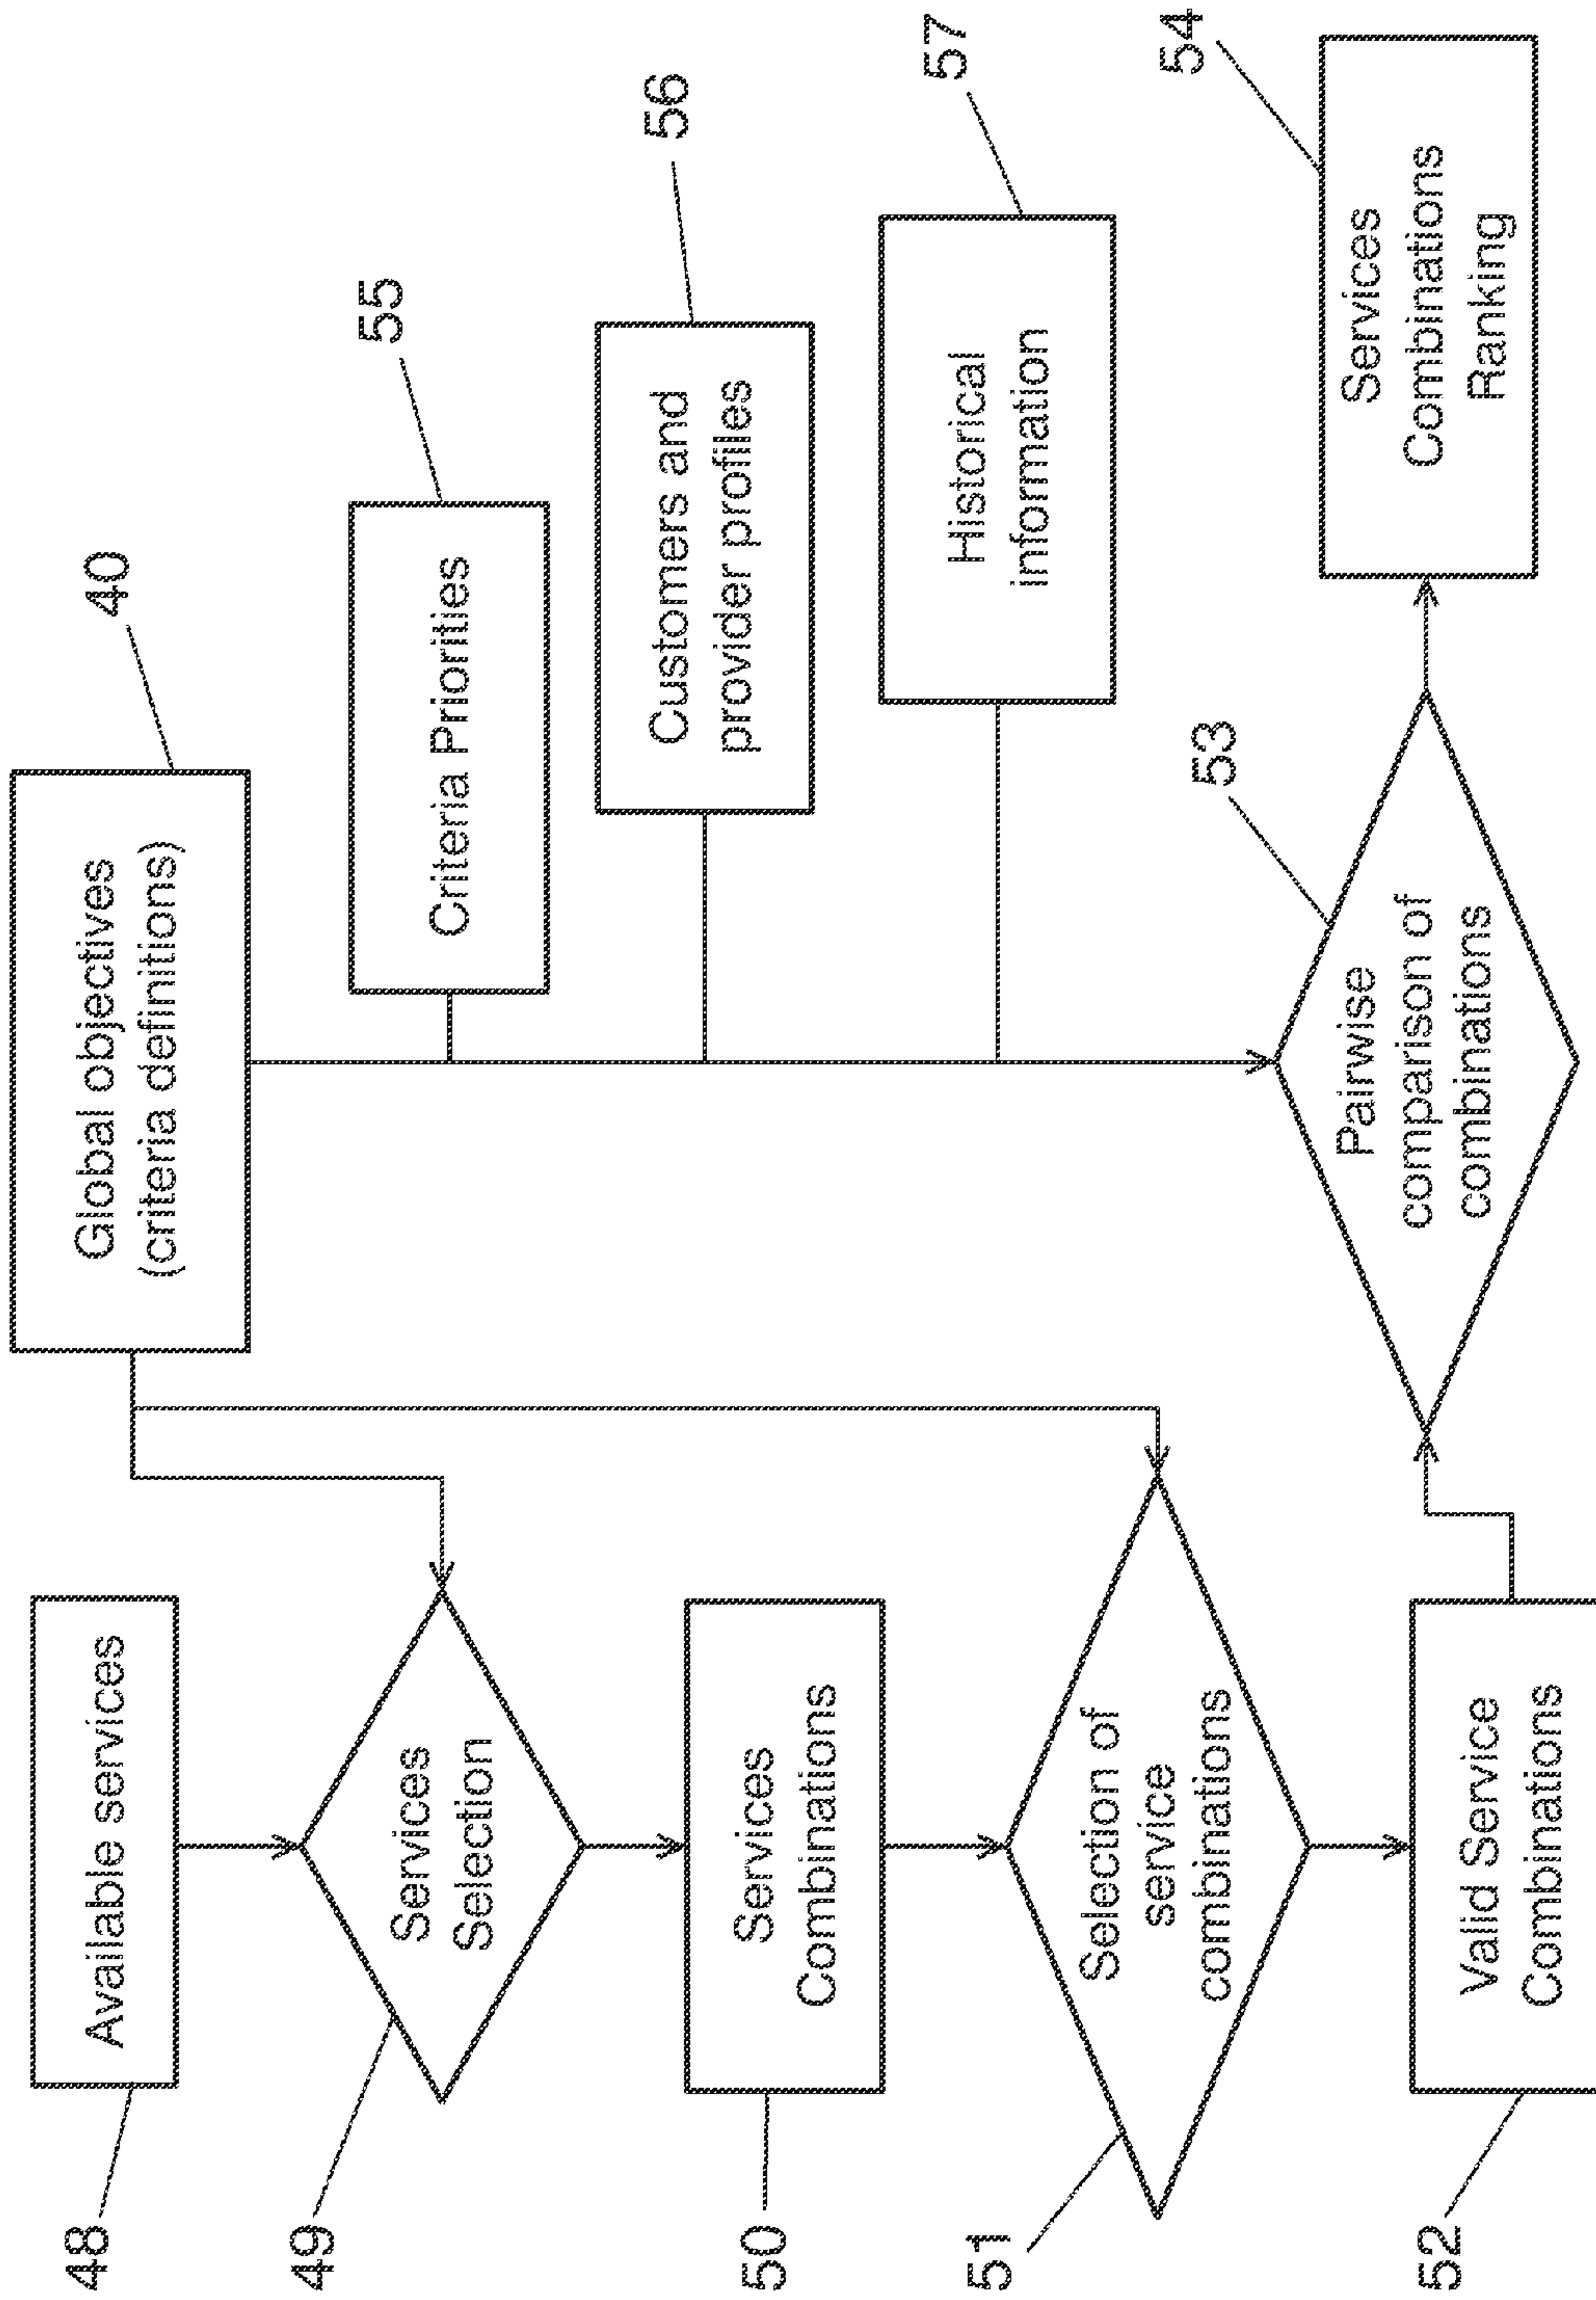 48
Available services
49
Services
Selection
50
Services
Combinations
51
Selection of
service
combinations
52
Valid Service
Combinations
40
Global objectives
(criteria definitions)
55
Criteria Priorities
56
Customers and
provider profiles
57
Historical
information
53
Pairwise
comparison of
combinations
54
Services
Combinations
Ranking